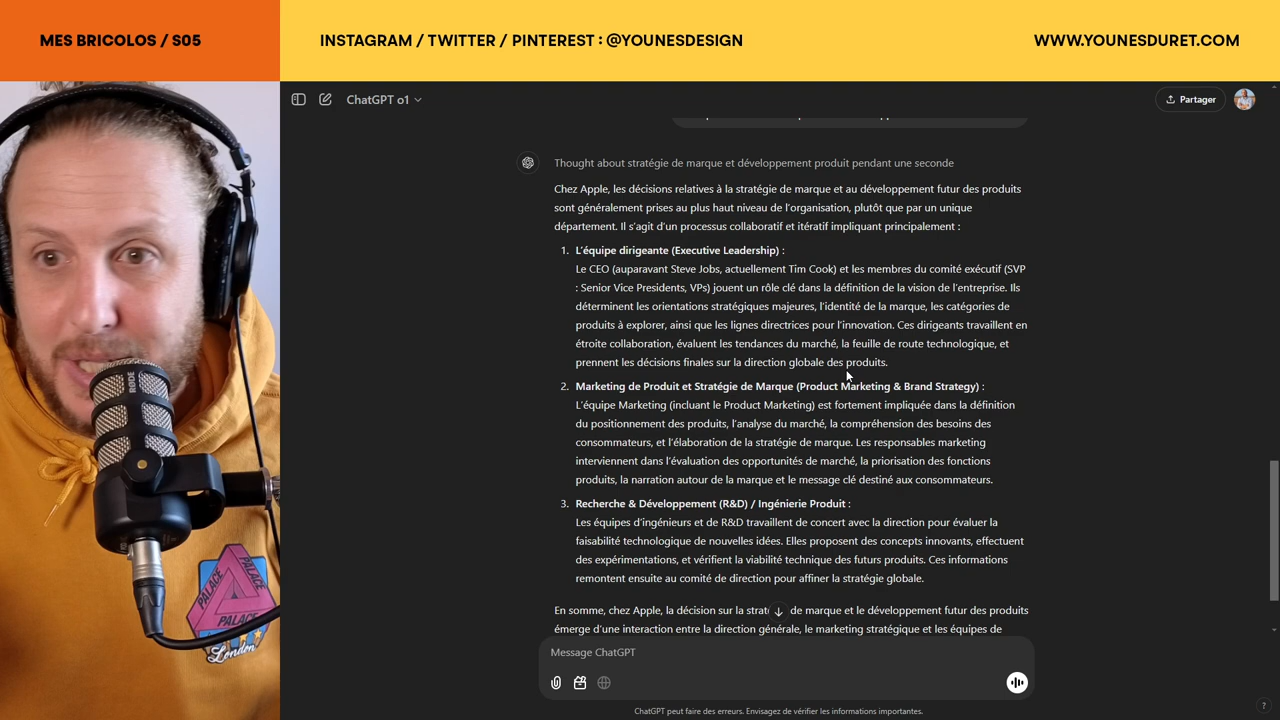 MES BRICOLOS / S05
INSTAGRAM / TWITTER / PINTEREST : @YOUNESDESIGN
WWW.YOUNESDURET.COM
ChatGPT o1
Partager
Thought about stratégie de marque et développement produit pendant une seconde
Chez Apple, les décisions relatives à la stratégie de marque et au développement futur des produits
sont généralement prises au plus haut niveau de l'organisation, plutôt que par un unique
département. Il s'agit d'un processus collaboratif et itératif impliquant principalement :
1. L'équipe dirigeante (Executive Leadership) :
Le CEO (auparavant Steve Jobs, actuellement Tim Cook) et les membres du comité exécutif (SVP
: Senior Vice Presidents, VPs) jouent un rôle clé dans la définition de la vision de l'entreprise. Ils
déterminent les orientations stratégiques majeures, l'identité de la marque, les catégories de
produits à explorer, ainsi que les lignes directrices pour l'innovation. Ces dirigeants travaillent en
étroite collaboration, évaluent les tendances du marché, la feuille de route technologique, et
prennent les décisions finales sur la direction globale des produits.
2. Marketing de Produit et Stratégie de Marque (Product Marketing & Brand Strategy) :
L'équipe Marketing (incluant le Product Marketing) est fortement impliquée dans la définition
du positionnement des produits, l'analyse du marché, la compréhension des besoins des
consommateurs, et l'élaboration de la stratégie de marque. Les responsables marketing
interviennent dans l'évaluation des opportunités de marché, la priorisation des fonctions
produits, la narration autour de la marque et le message clé destiné aux consommateurs.
3. Recherche & Développement (R&D) / Ingénierie Produit :
Les équipes d'ingénieurs et de R&D travaillent de concert avec la direction pour évaluer la
faisabilité technologique de nouvelles idées. Elles proposent des concepts innovants, effectuent
des expérimentations, et vérifient la viabilité technique des futurs produits. Ces informations
remontent ensuite au comité de direction pour affiner la stratégie globale.
En somme, chez Apple, la décision sur la strat de marque et le développement futur des produits
émerge d'une interaction entre la direction générale, le marketing stratégique et les équipes de
Message ChatGPT
ChatGPT peut faire des erreurs. Envisagez de vérifier les informations importantes.
?
RØDE
PALACE
PALACE
PALACE
London